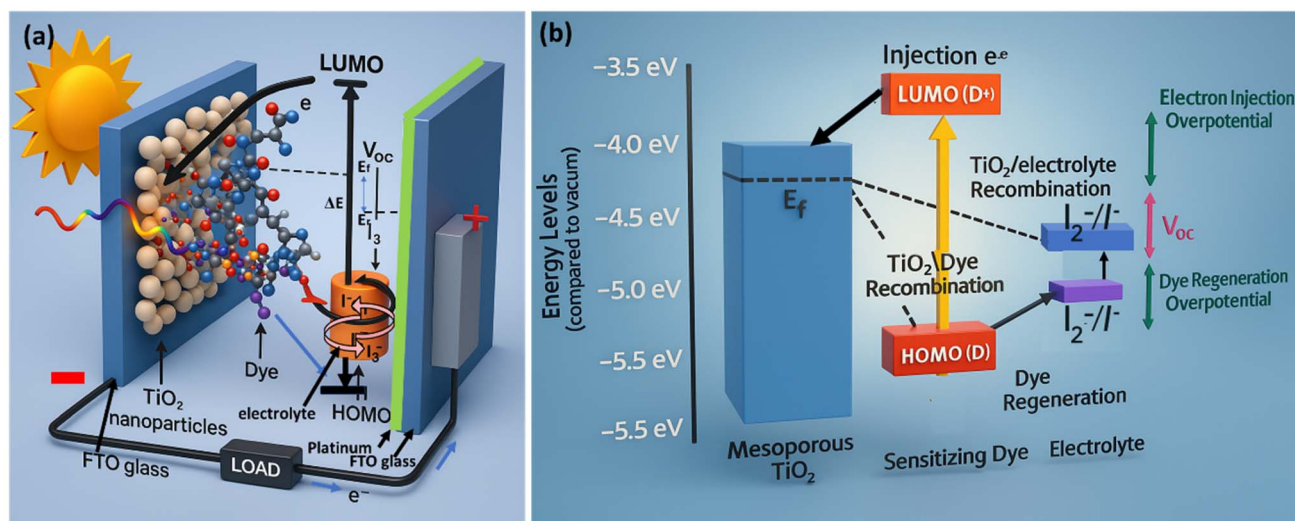 (a)
LUMO
e
Voc
Ef
ΔE
Ef
I3
I-
I3-
Dye
TiO2
nanoparticles
electrolyte
HOMO
Platinum
FTO glass
FTO glass
LOAD
e-
(b)
Injection e-e
-3.5 eV
LUMO (D+)
Electron Injection
Overpotential
-4.0 eV
TiO2/electrolyte
Recombination
Ef
-4.5 eV
I2-/I-
Voc
Energy Levels
(compared to vacum)
TiO2\Dye
Recombination
-5.0 eV
Dye Regeneration
Overpotential
I2-/I-
HOMO (D)
-5.5 eV
Dye
Regeneration
-5.5 eV
Mesoporous
TiO2
Sensitizing Dye
Electrolyte